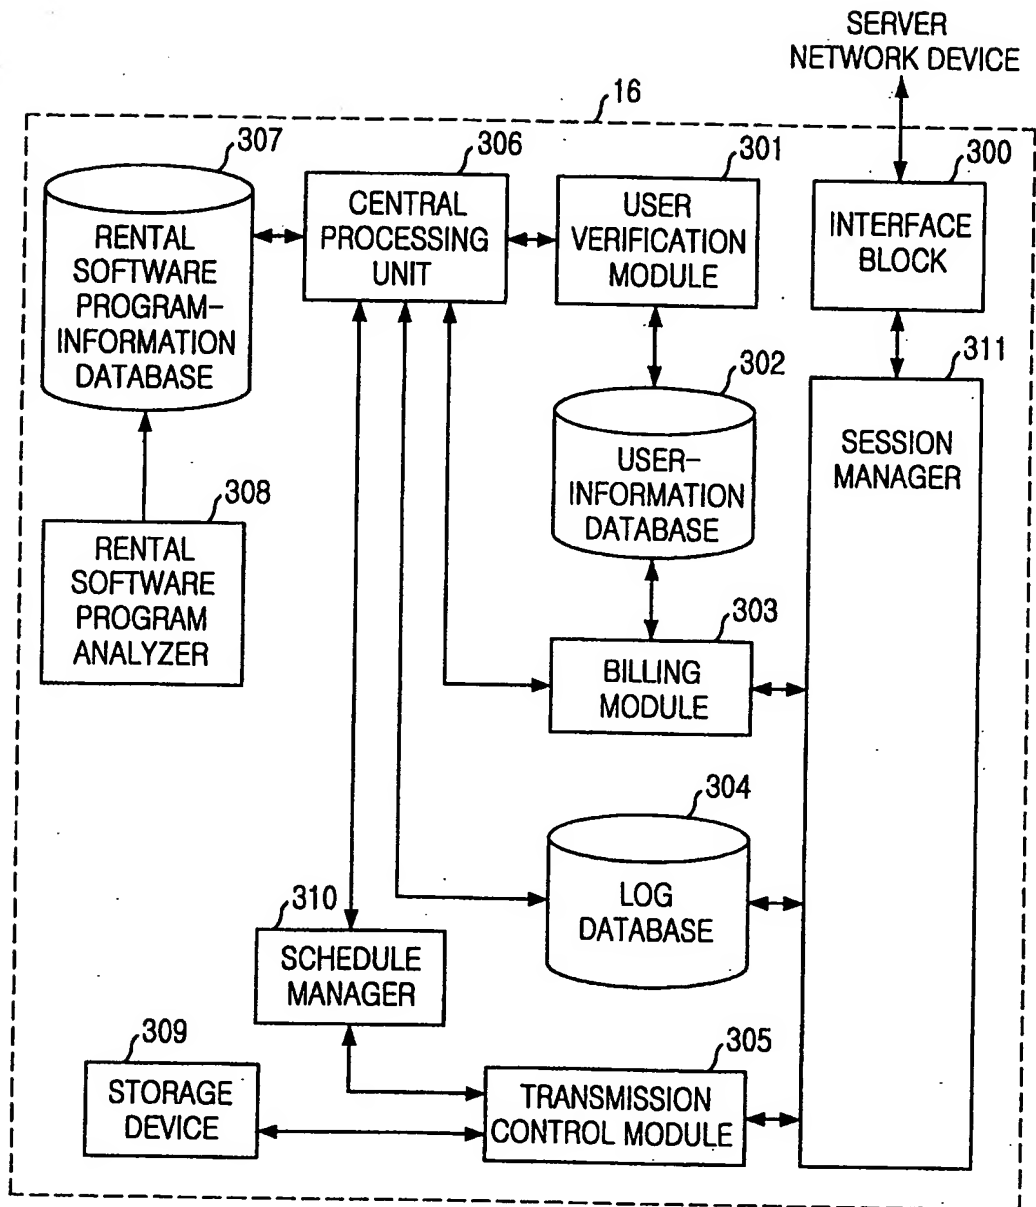 SERVER
NETWORK DEVICE
16
307
RENTAL
SOFTWARE
PROGRAM-
INFORMATION
DATABASE
306
CENTRAL
PROCESSING
UNIT
301
USER
VERIFICATION
MODULE
300
INTERFACE
BLOCK
311
SESSION
MANAGER
302
USER-
INFORMATION
DATABASE
308
RENTAL
SOFTWARE
PROGRAM
ANALYZER
303
BILLING
MODULE
304
LOG
DATABASE
310
SCHEDULE
MANAGER
309
STORAGE
DEVICE
305
TRANSMISSION
CONTROL MODULE